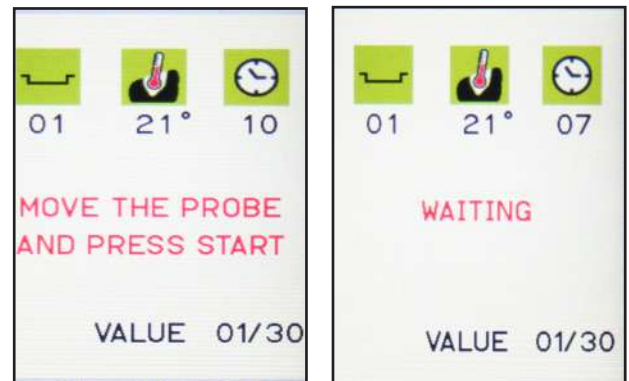 01 21° 10
MOVE THE PROBE
AND PRESS START
VALUE 01/30
01 21° 07
WAITING
VALUE 01/30